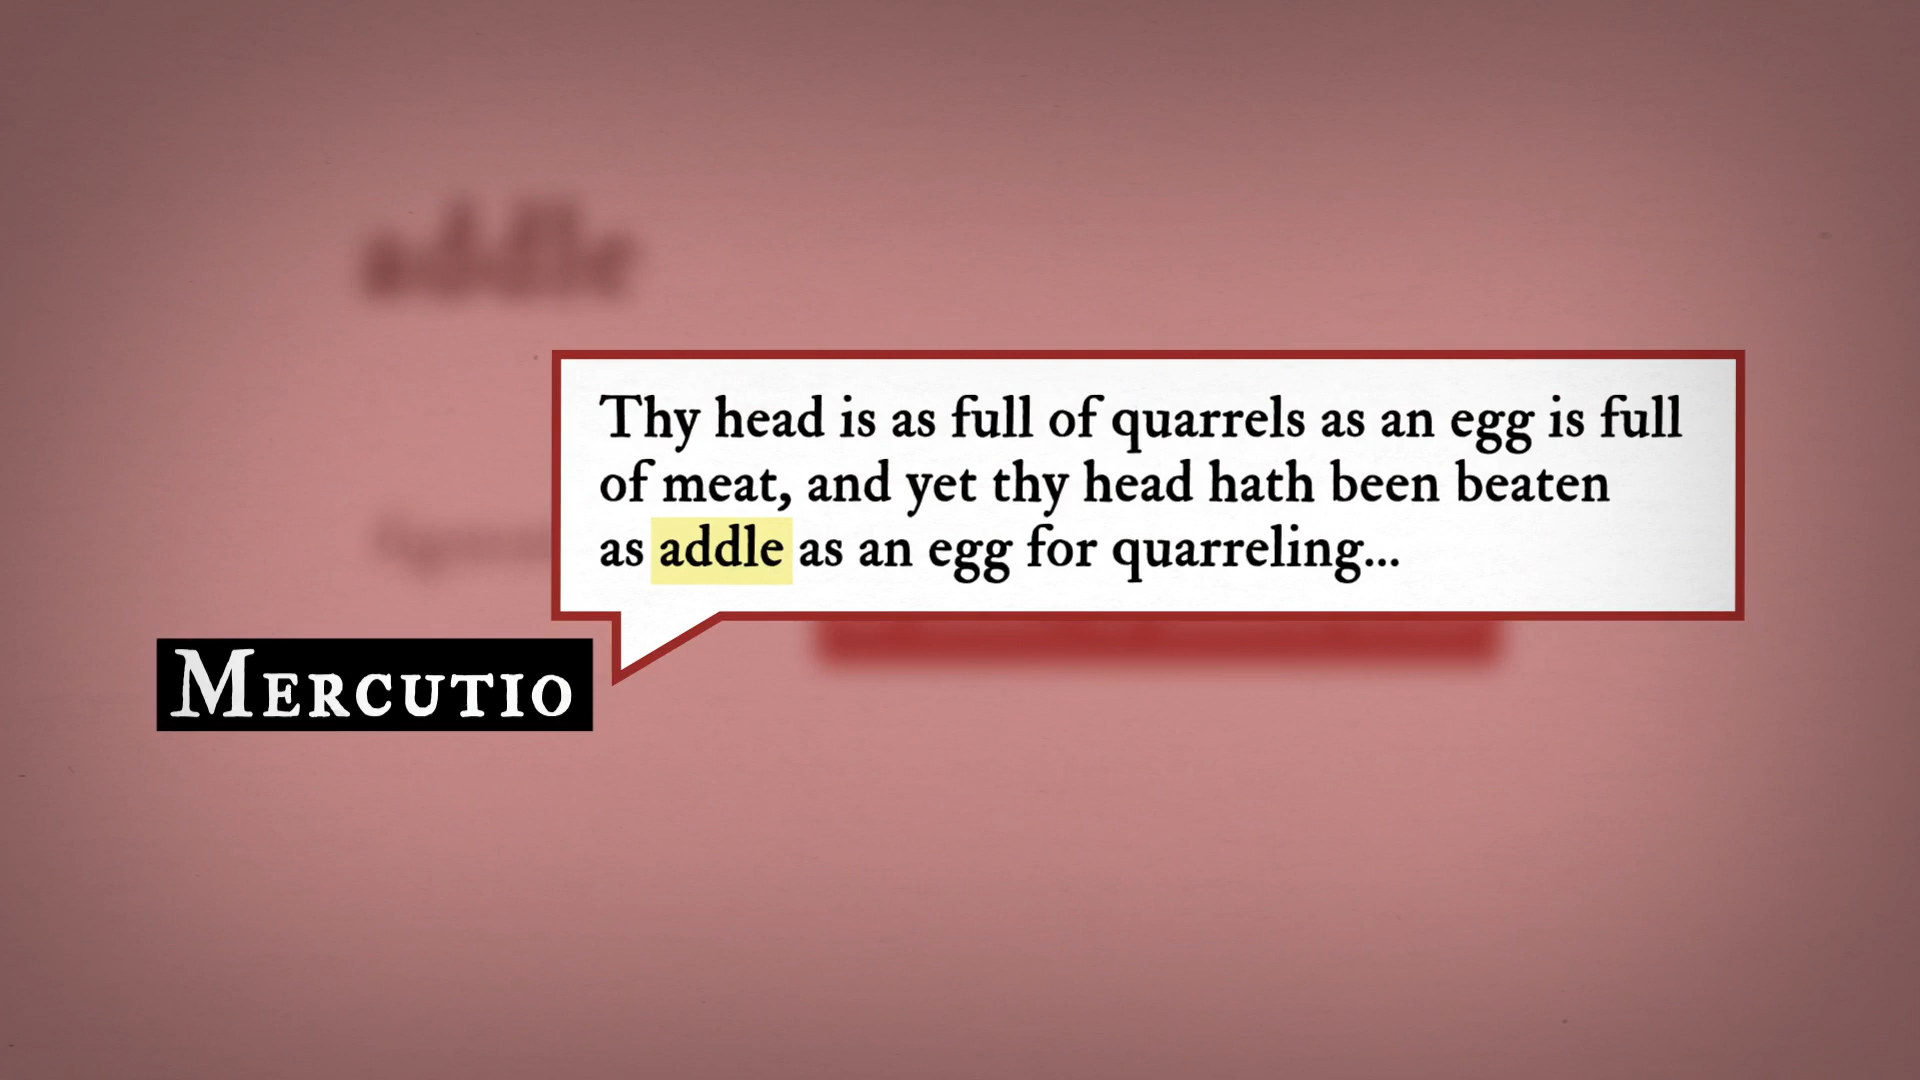 addle
Thy head is as full of quarrels as an egg is full
of meat, and yet thy head hath been beaten
as addle as an egg for quarreling...
MERCUTIO